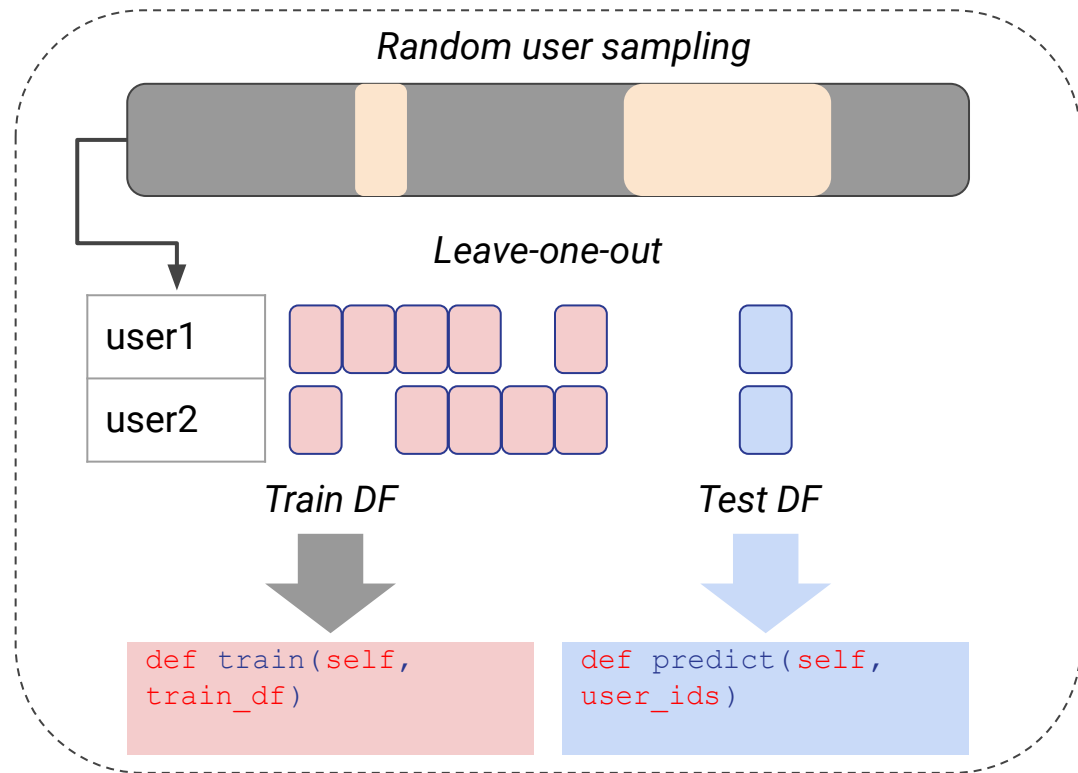 Random user sampling
Leave-one-out
user1
user2
Train DF
Test DF
def train(self,
train_df)
def predict(self,
user_ids)